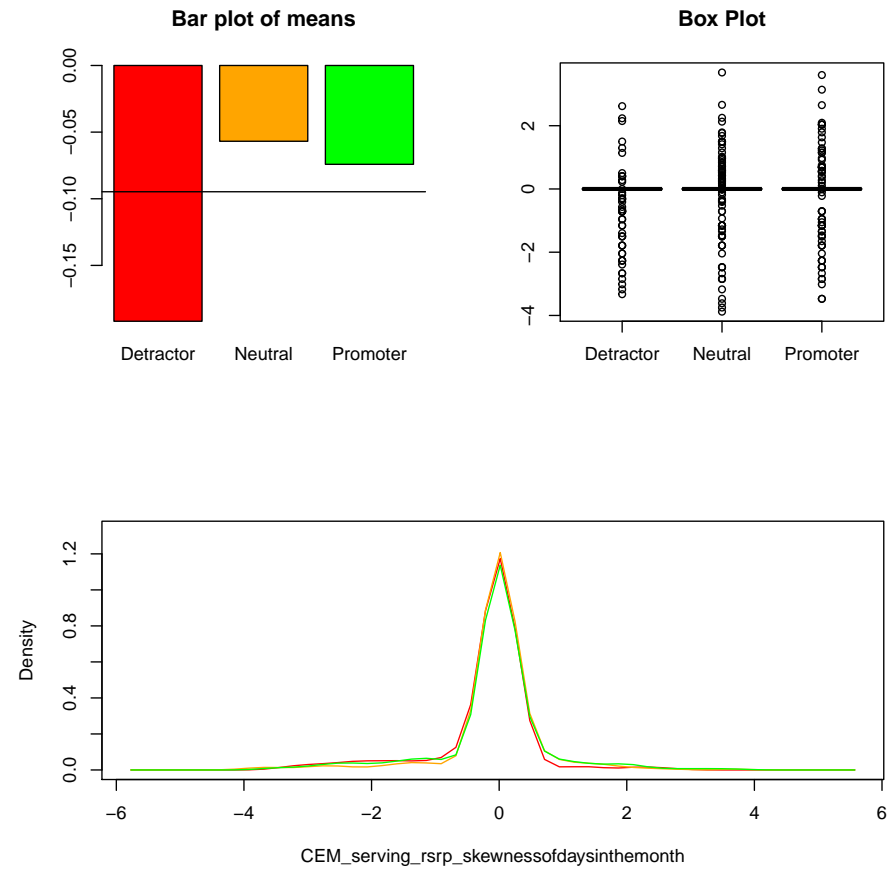 Bar plot of means
0.00
−0.05
−0.10
−0.15
Detractor Neutral Promoter
Box Plot
2
0
−2
−4
Detractor Neutral Promoter
Density
1.2
0.8
0.4
0.0
−6 −4 −2 0 2 4 6
CEM_serving_rsrp_skewnessofdaysinthemonth